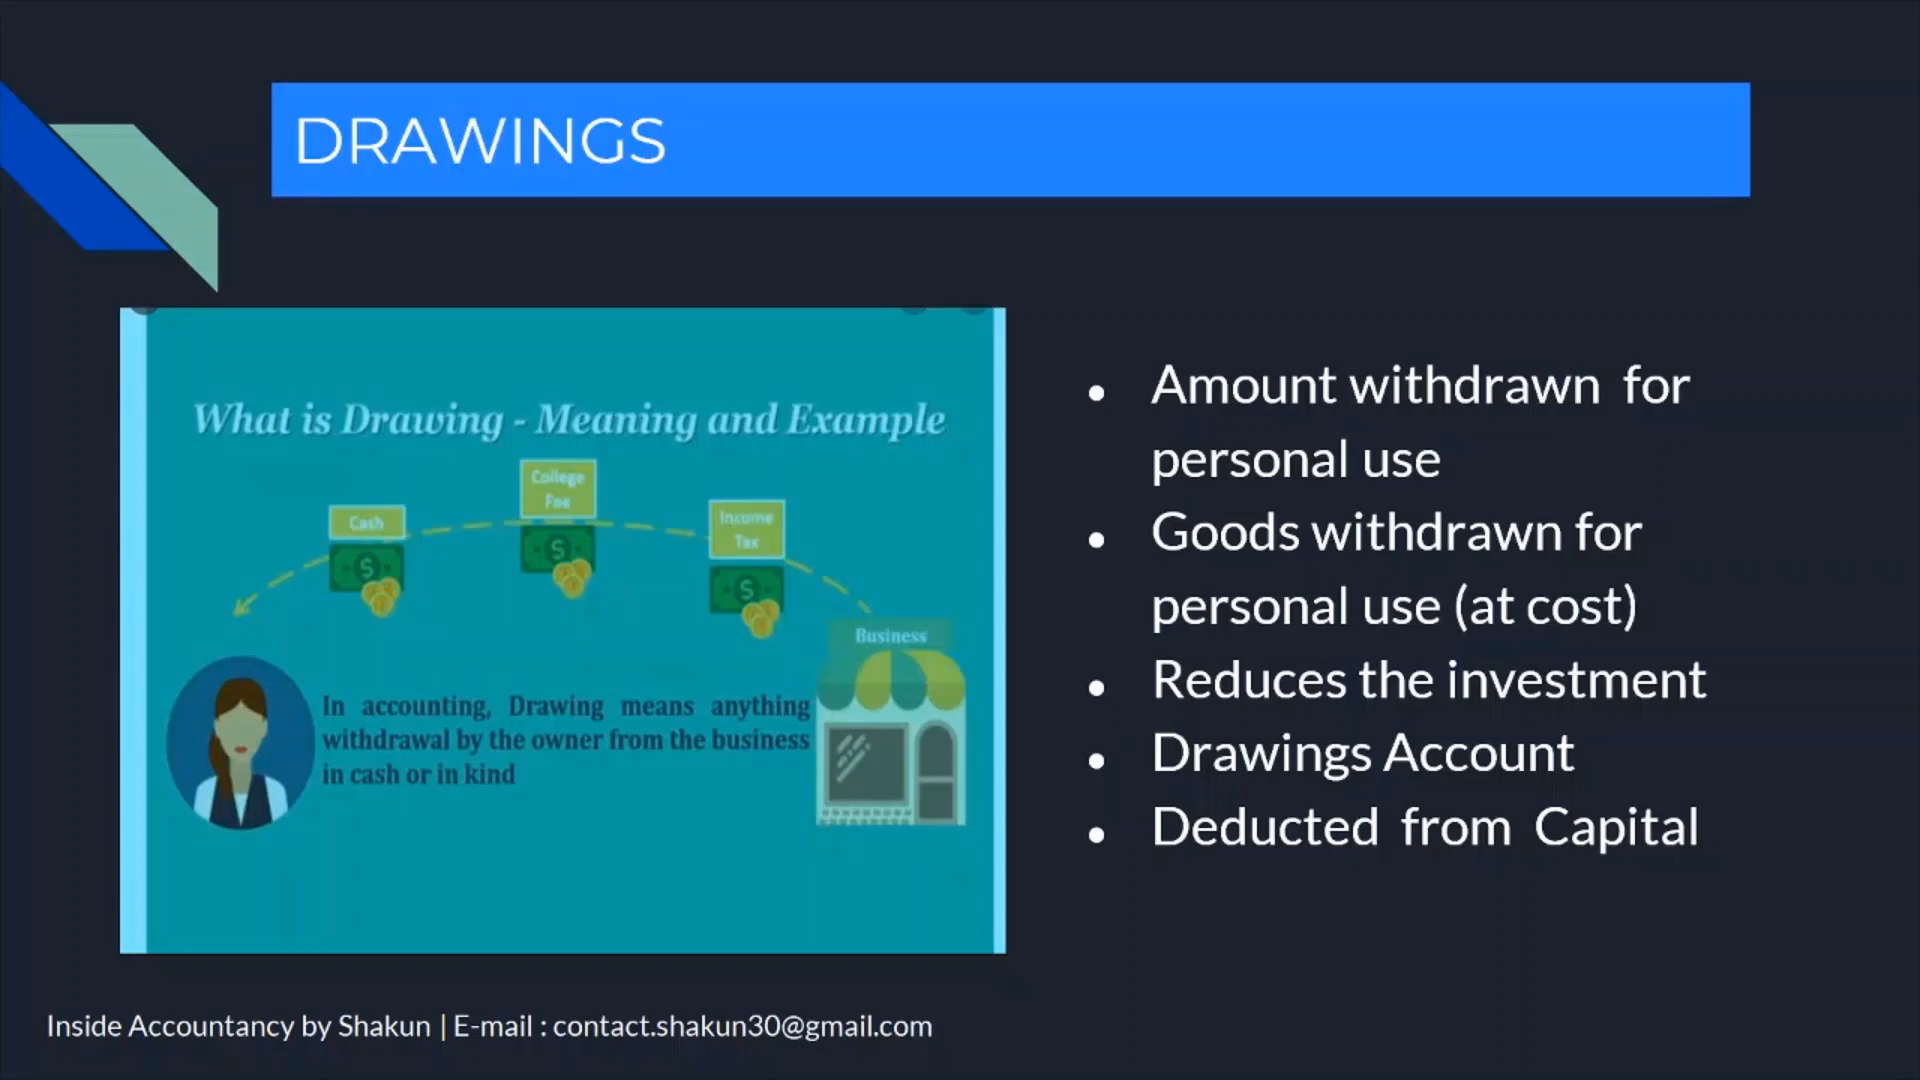 DRAWINGS
What is Drawing - Meaning and Example
College
Fee
Cash
Income
Tax
Business
In accounting, Drawing means anything
withdrawal by the owner from the business
in cash or in kind
Amount withdrawn for
personal use
Goods withdrawn for
personal use (at cost)
Reduces the investment
Drawings Account
Deducted from Capital
Inside Accountancy by Shakun | E-mail : contact.shakun30@gmail.com